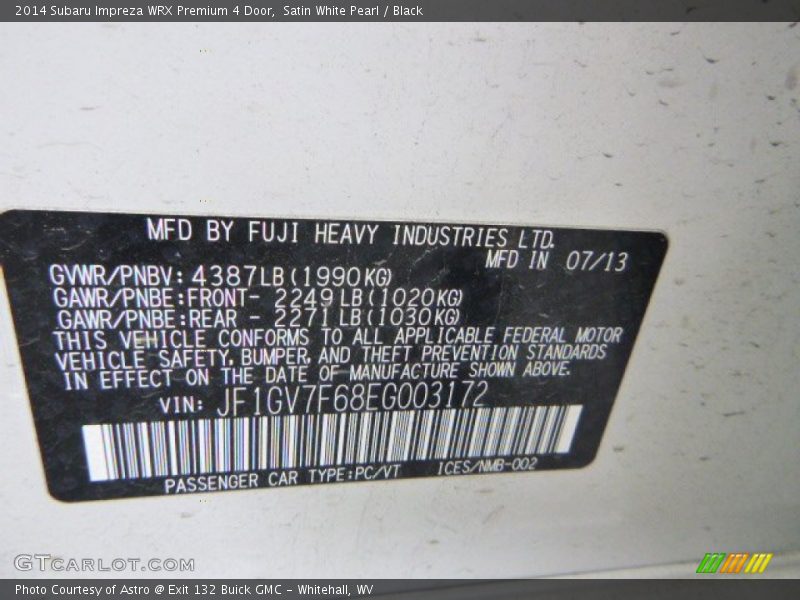 2014 Subaru Impreza WRX Premium 4 Door, Satin White Pearl / Black
MFD BY FUJI HEAVY INDUSTRIES LTD.
MFD IN 07/13
GVWR/PNBV: 4387LB(1990KG)
GAWR/PNBE:FRONT- 2249LB(1020KG)
GAWR/PNBE:REAR - 2271LB(1030KG)
THIS VEHICLE CONFORMS TO ALL APPLICABLE FEDERAL MOTOR
VEHICLE SAFETY, BUMPER, AND THEFT PREVENTION STANDARDS
IN EFFECT ON THE DATE OF MANUFACTURE SHOWN ABOVE.
VIN: JF1GV7F68EG003172
PASSENGER CAR TYPE:PC/VT ICES/NMB-002
GTCARLOT.COM
Photo Courtesy of Astro @ Exit 132 Buick GMC - Whitehall, WV